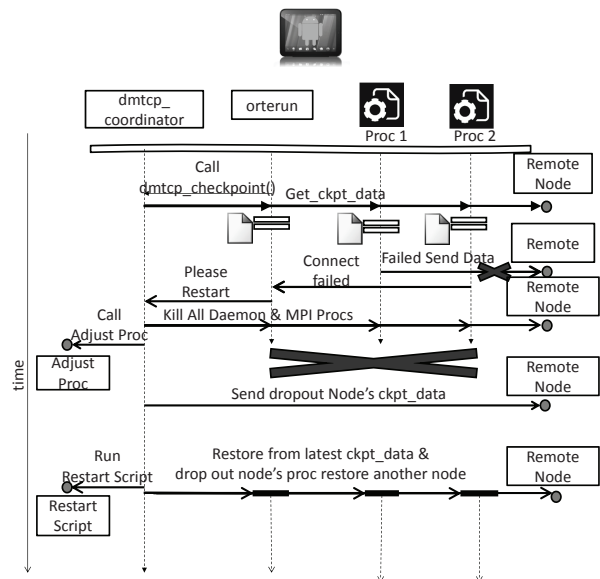 dmtcp_
coordinator
orterun
Proc 1
Proc 2
Call
dmtcp_checkpoint()
Get_ckpt_data
Remote
Node
Failed Send Data
Remote
Connect
failed
Please
Restart
Remote
Node
Call
Adjust Proc
Kill All Daemon & MPI Procs
Adjust
Proc
time
Send dropout Node's ckpt_data
Remote
Node
Run
Restart Script
Restore from latest ckpt_data &
drop out node's proc restore another node
Remote
Node
Restart
Script